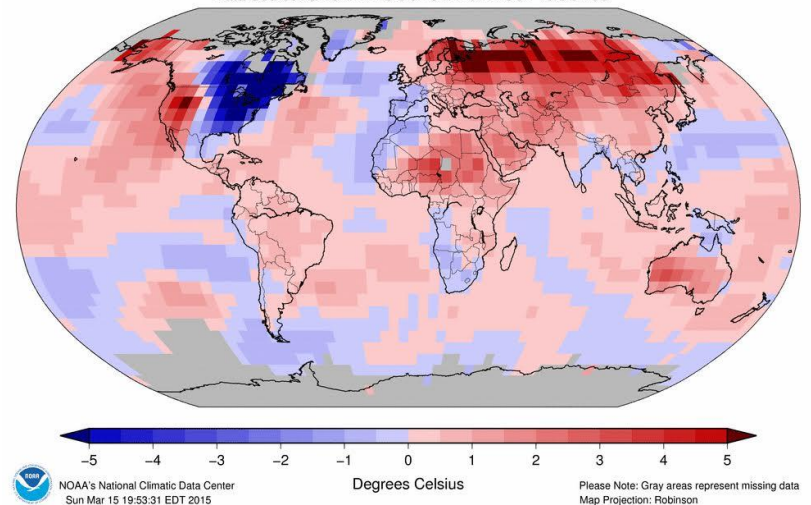 −5
−4
−3
−2
−1
0
1
2
3
4
5
NOAA
NOAA's National Climatic Data Center
Sun Mar 15 19:53:31 EDT 2015
Degrees Celsius
Please Note: Gray areas represent missing data
Map Projection: Robinson